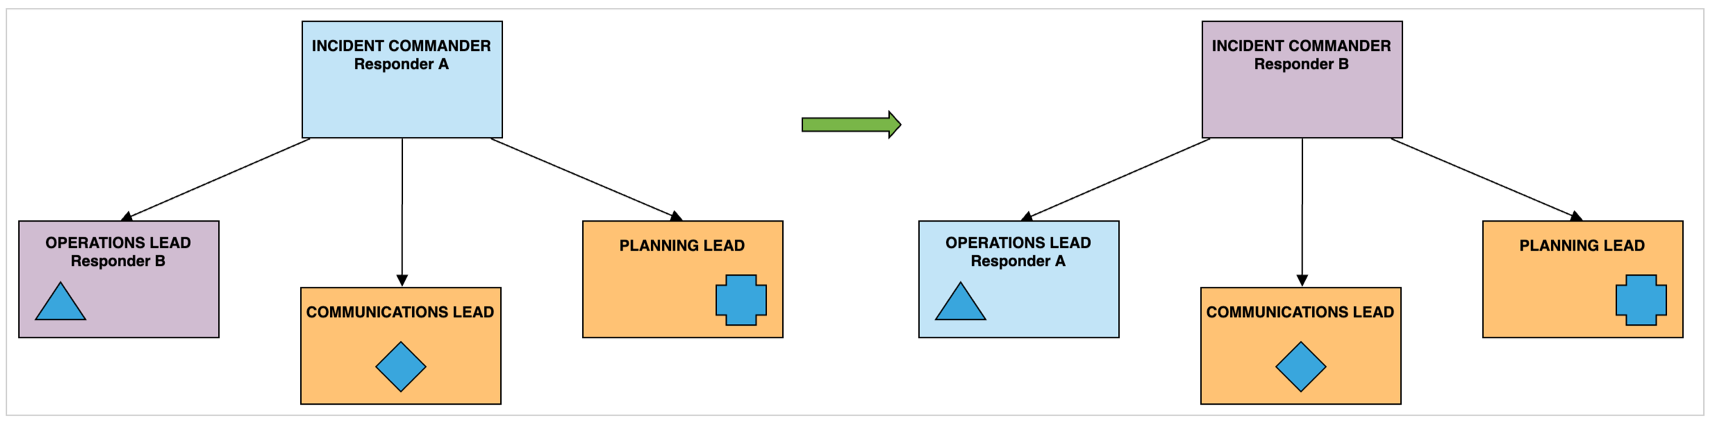 INCIDENT COMMANDER
Responder A
OPERATIONS LEAD
Responder B
COMMUNICATIONS LEAD
PLANNING LEAD
INCIDENT COMMANDER
Responder B
OPERATIONS LEAD
Responder A
COMMUNICATIONS LEAD
PLANNING LEAD